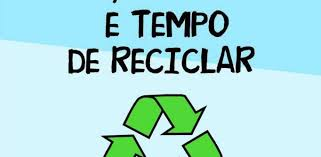 É TEMPO
DE RECICLAR